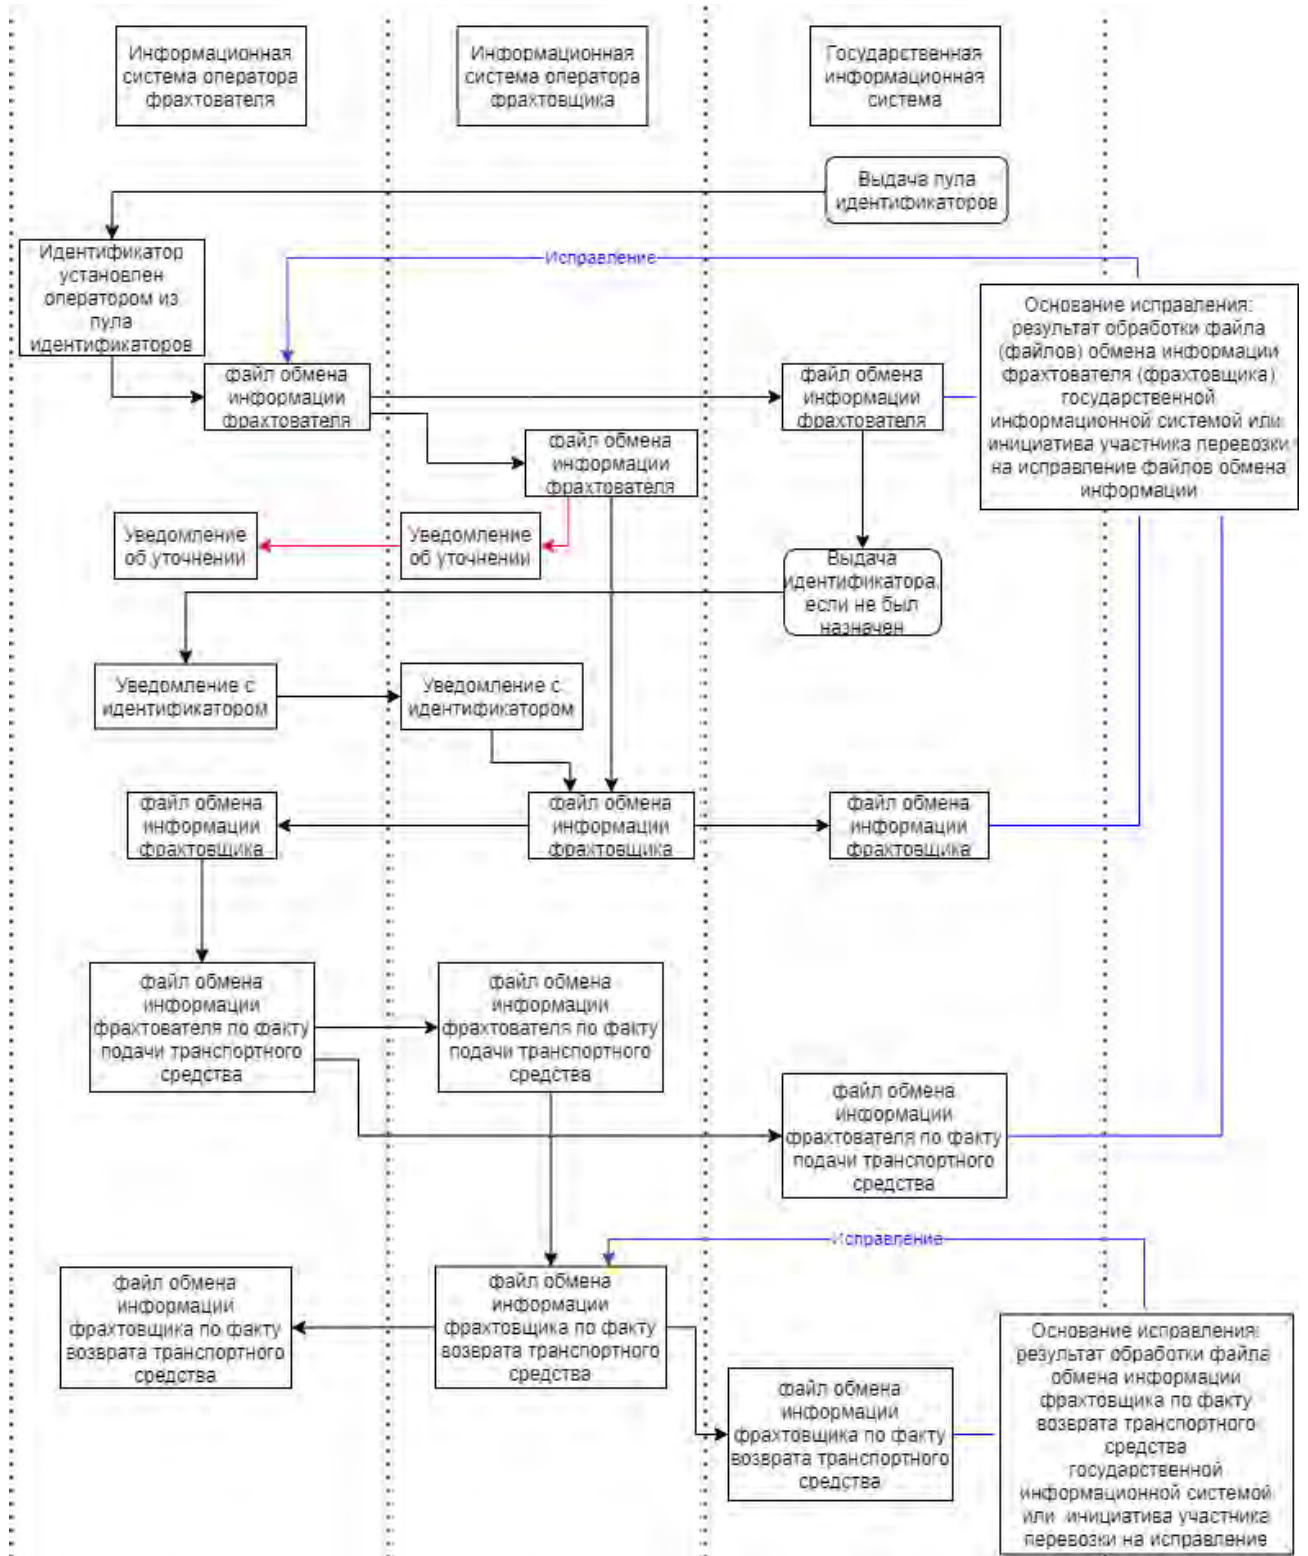 Информационная
система оператора
фрахтователя
Информационная
система оператора
фрахтовщика
Государственная
информационная
система
Выдача пула
идентификаторов
Идентификатор
установлен
оператором из
пула
идентификаторов
Исправление
Основание исправления:
результат обработки файла
(файлов) обмена информации
фрахтователя (фрахтовщика)
государственной
информационной системой или
инициатива участника перевозки
на исправление файлов обмена
информации
файл обмена
информации
фрахтователя
файл обмена
информации
фрахтователя
файл обмена
информации
фрахтователя
Уведомление
об уточнении
Уведомление
об уточнении
Выдача
идентификатора,
если не был
назначен
Уведомление с
идентификатором
Уведомление с
идентификатором
файл обмена
информации
фрахтовщика
файл обмена
информации
фрахтовщика
файл обмена
информации
фрахтовщика
файл обмена
информации
фрахтователя по факту
подачи транспортного
средства
файл обмена
информации
фрахтователя по факту
подачи транспортного
средства
файл обмена
информации
фрахтователя по факту
подачи транспортного
средства
Исправление
файл обмена
информации
фрахтовщика по факту
возврата транспортного
средства
файл обмена
информации
фрахтовщика по факту
возврата транспортного
средства
файл обмена
информации
фрахтовщика по факту
возврата транспортного
средства
Основание исправления:
результат обработки файла
обмена информации
фрахтовщика по факту
возврата транспортного
средства
государственной
информационной системой
или инициатива участника
перевозки на исправление